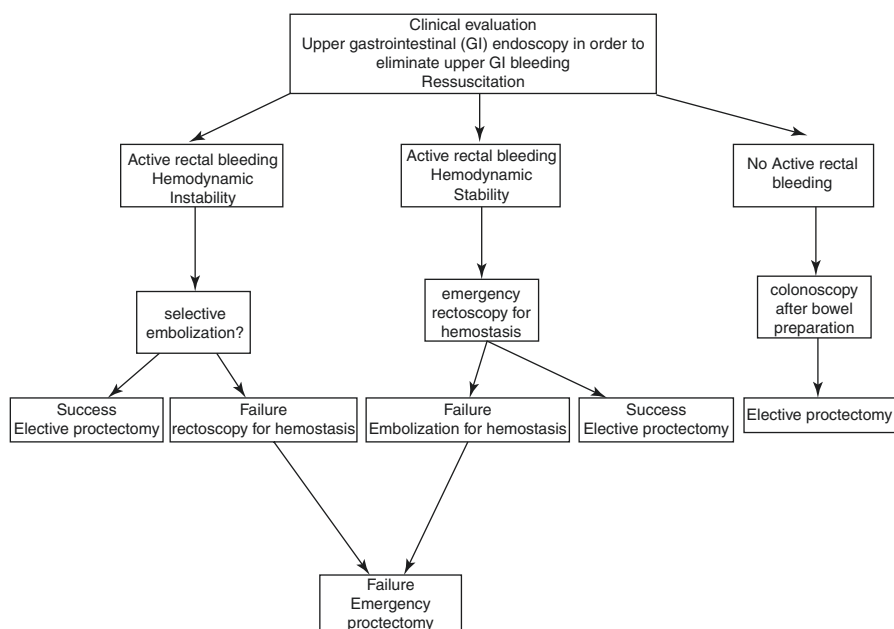 Clinical evaluation
Upper gastrointestinal (GI) endoscopy in order to
eliminate upper GI bleeding
Ressuscitation
Active rectal bleeding
Hemodynamic
Instability
Active rectal bleeding
Hemodynamic
Stability
No Active rectal
bleeding
selective
embolization?
emergency
rectoscopy for
hemostasis
colonoscopy
after bowel
preparation
Success
Elective proctectomy
Failure
rectoscopy for hemostasis
Failure
Embolization for hemostasis
Success
Elective proctectomy
Elective proctectomy
Failure
Emergency
proctectomy